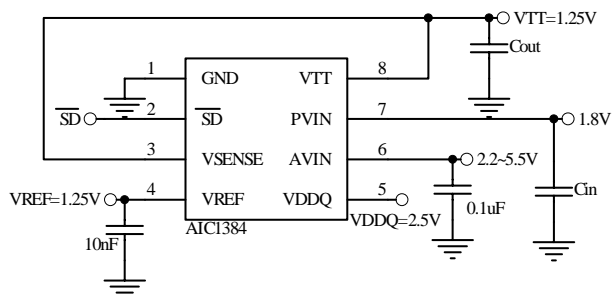 VTT=1.25V
Cout
1 GND VTT 8
SD 2 SD PVIN 7 1.8V
3 VSENSE AVIN 6 2.2~5.5V
VREF=1.25V 4 VREF VDDQ 5
Cin
0.1uF
VDDQ=2.5V
AIC1384
10nF